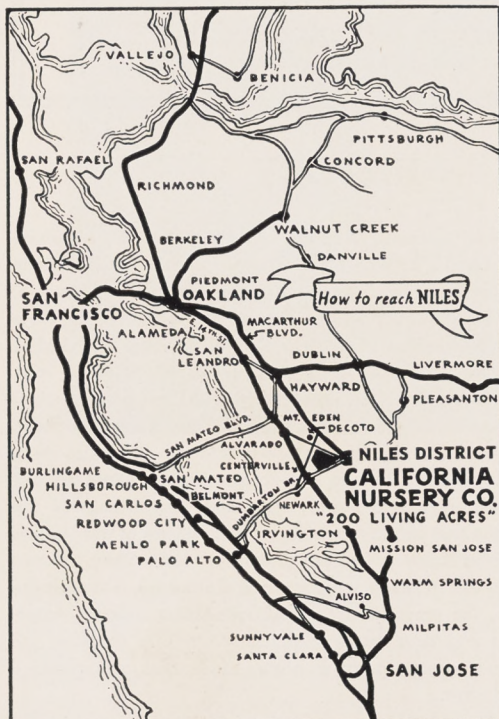 VALLEJO
BENICIA
PITTSBURGH
SAN RAFAEL
CONCORD
RICHMOND
WALNUT CREEK
BERKELEY
DANVILLE
PIEDMONT
SAN
FRANCISCO
OAKLAND
How to reach NILES
ALAMEDA
E. 14TH ST.
MACARTHUR
BLVD.
SAN
LEANDRO
DUBLIN
LIVERMORE
HAYWARD
PLEASANTON
MT. EDEN
SAN MATEO BLVD.
DECOTO
ALVARADO
NILES DISTRICT
CALIFORNIA
NURSERY CO.
"200 LIVING ACRES"
CENTERVILLE
BURLINGAME
HILLSBOROUGH
SAN MATEO
BELMONT
SAN CARLOS
DUMBARTON BR.
NEWARK
REDWOOD CITY
IRVINGTON
MENLO PARK
MISSION SAN JOSE
PALO ALTO
WARM SPRINGS
ALVISO
MILPITAS
SUNNYVALE
SANTA CLARA
SAN JOSE